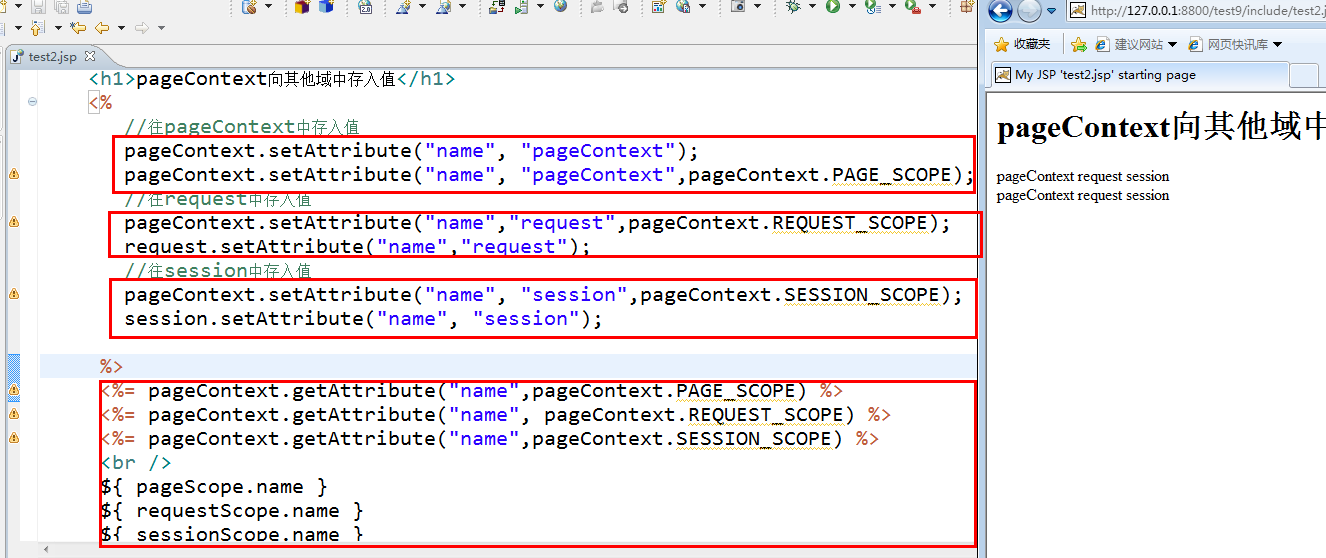 test2.jsp
<h1>pageContext向其他域中存入值</h1>
<%
//往pageContext中存入值
pageContext.setAttribute("name", "pageContext");
pageContext.setAttribute("name", "pageContext",pageContext.PAGE_SCOPE);
//往request中存入值
pageContext.setAttribute("name","request",pageContext.REQUEST_SCOPE);
request.setAttribute("name","request");
//往session中存入值
pageContext.setAttribute("name", "session",pageContext.SESSION_SCOPE);
session.setAttribute("name", "session");
%>
<%= pageContext.getAttribute("name",pageContext.PAGE_SCOPE) %>
<%= pageContext.getAttribute("name", pageContext.REQUEST_SCOPE) %>
<%= pageContext.getAttribute("name",pageContext.SESSION_SCOPE) %>
<br />
${ pageScope.name }
${ requestScope.name }
${ sessionScope.name }
http://127.0.0.1:8800/test9/include/test2.j
收藏夹 建议网站 网页快讯库
My JSP 'test2.jsp' starting page
pageContext向其他域中
pageContext request session
pageContext request session